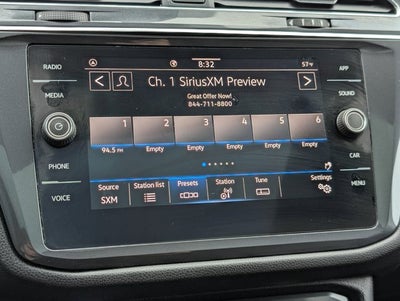 RADIO
MEDIA
PHONE
VOICE
8:32
57°F
Ch. 1 SiriusXM Preview
Great Offer Now!
844-711-8800
1 2 3 4 5 6
94.5 FM Empty Empty Empty Empty Empty
Source Station list Presets Station Tune Settings
SXM
APP
SOUND
CAR
MENU